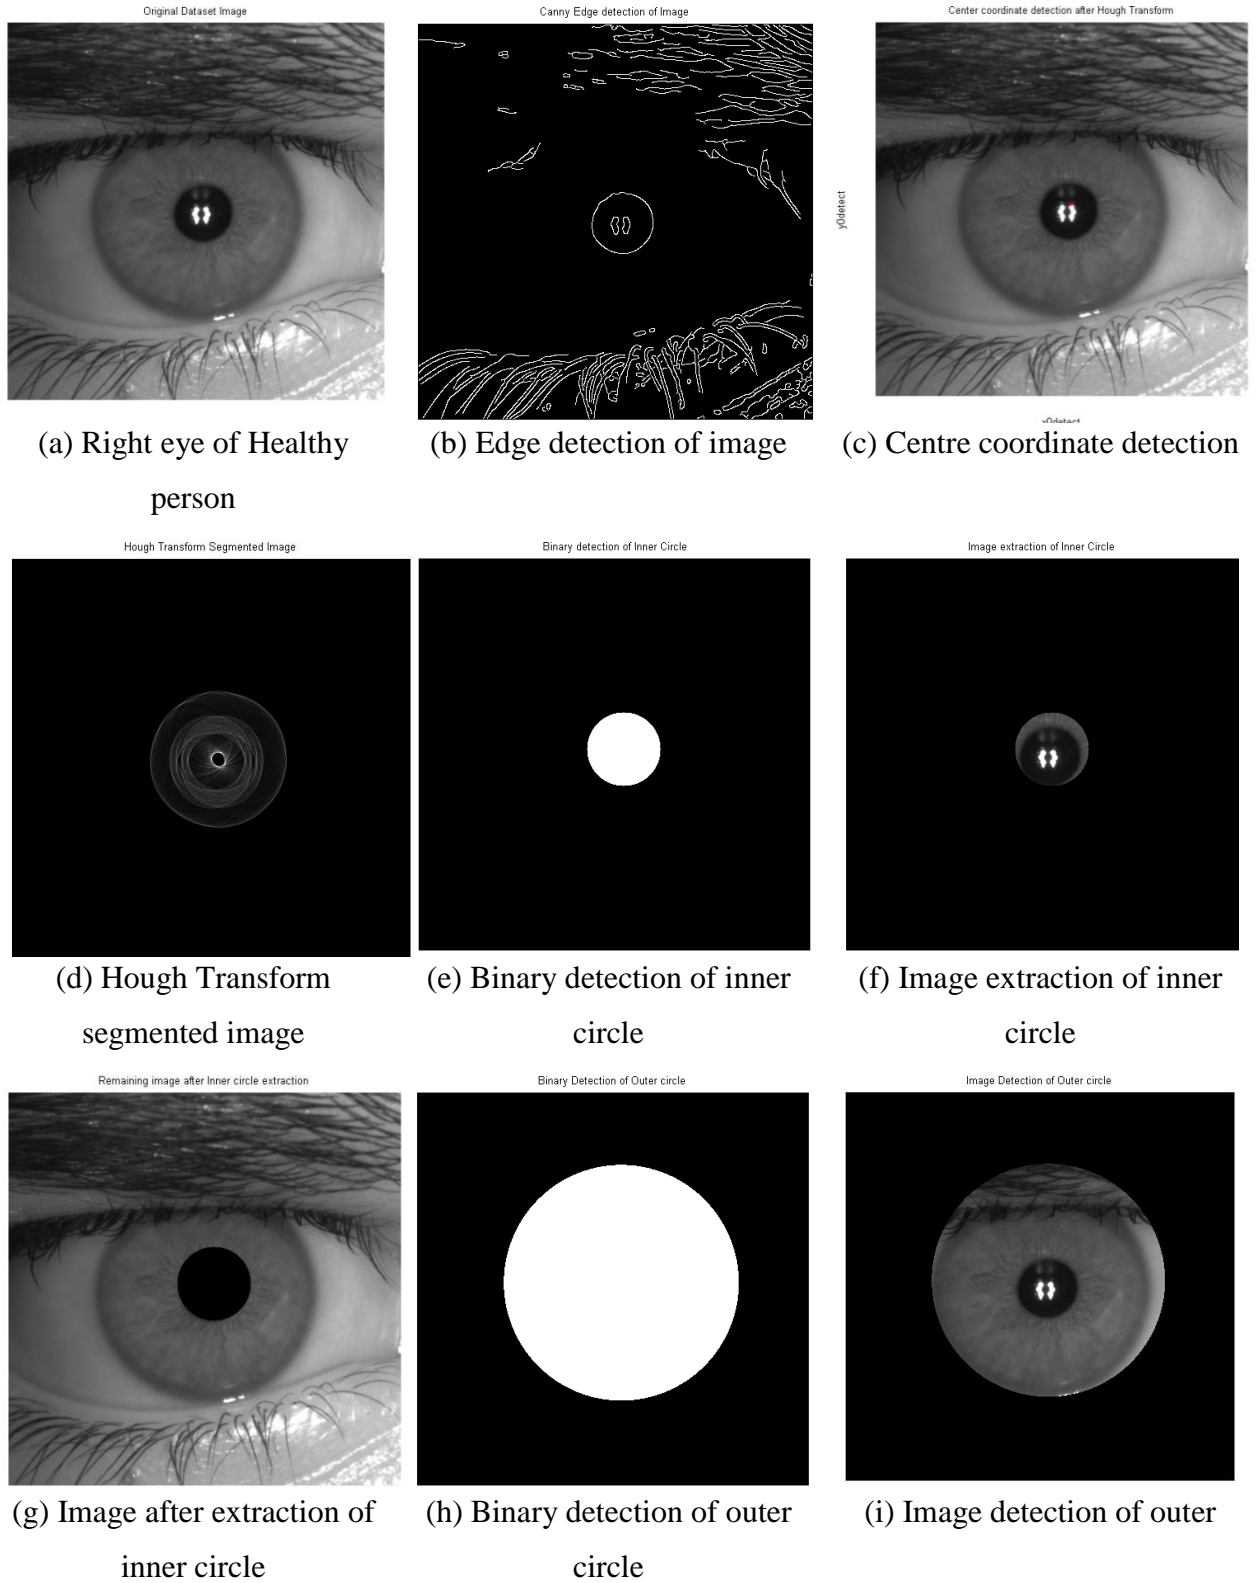 Original Dataset Image
Canny Edge detection of Image
Center coordinate detection after Hough Transform
y0detect
x0detect
(a) Right eye of Healthy
person
(b) Edge detection of image
(c) Centre coordinate detection
Hough Transform Segmented Image
Binary detection of Inner Circle
Image extraction of Inner Circle
(d) Hough Transform
segmented image
(e) Binary detection of inner
circle
(f) Image extraction of inner
circle
Remaining image after Inner circle extraction
Binary Detection of Outer circle
Image Detection of Outer circle
(g) Image after extraction of
inner circle
(h) Binary detection of outer
circle
(i) Image detection of outer